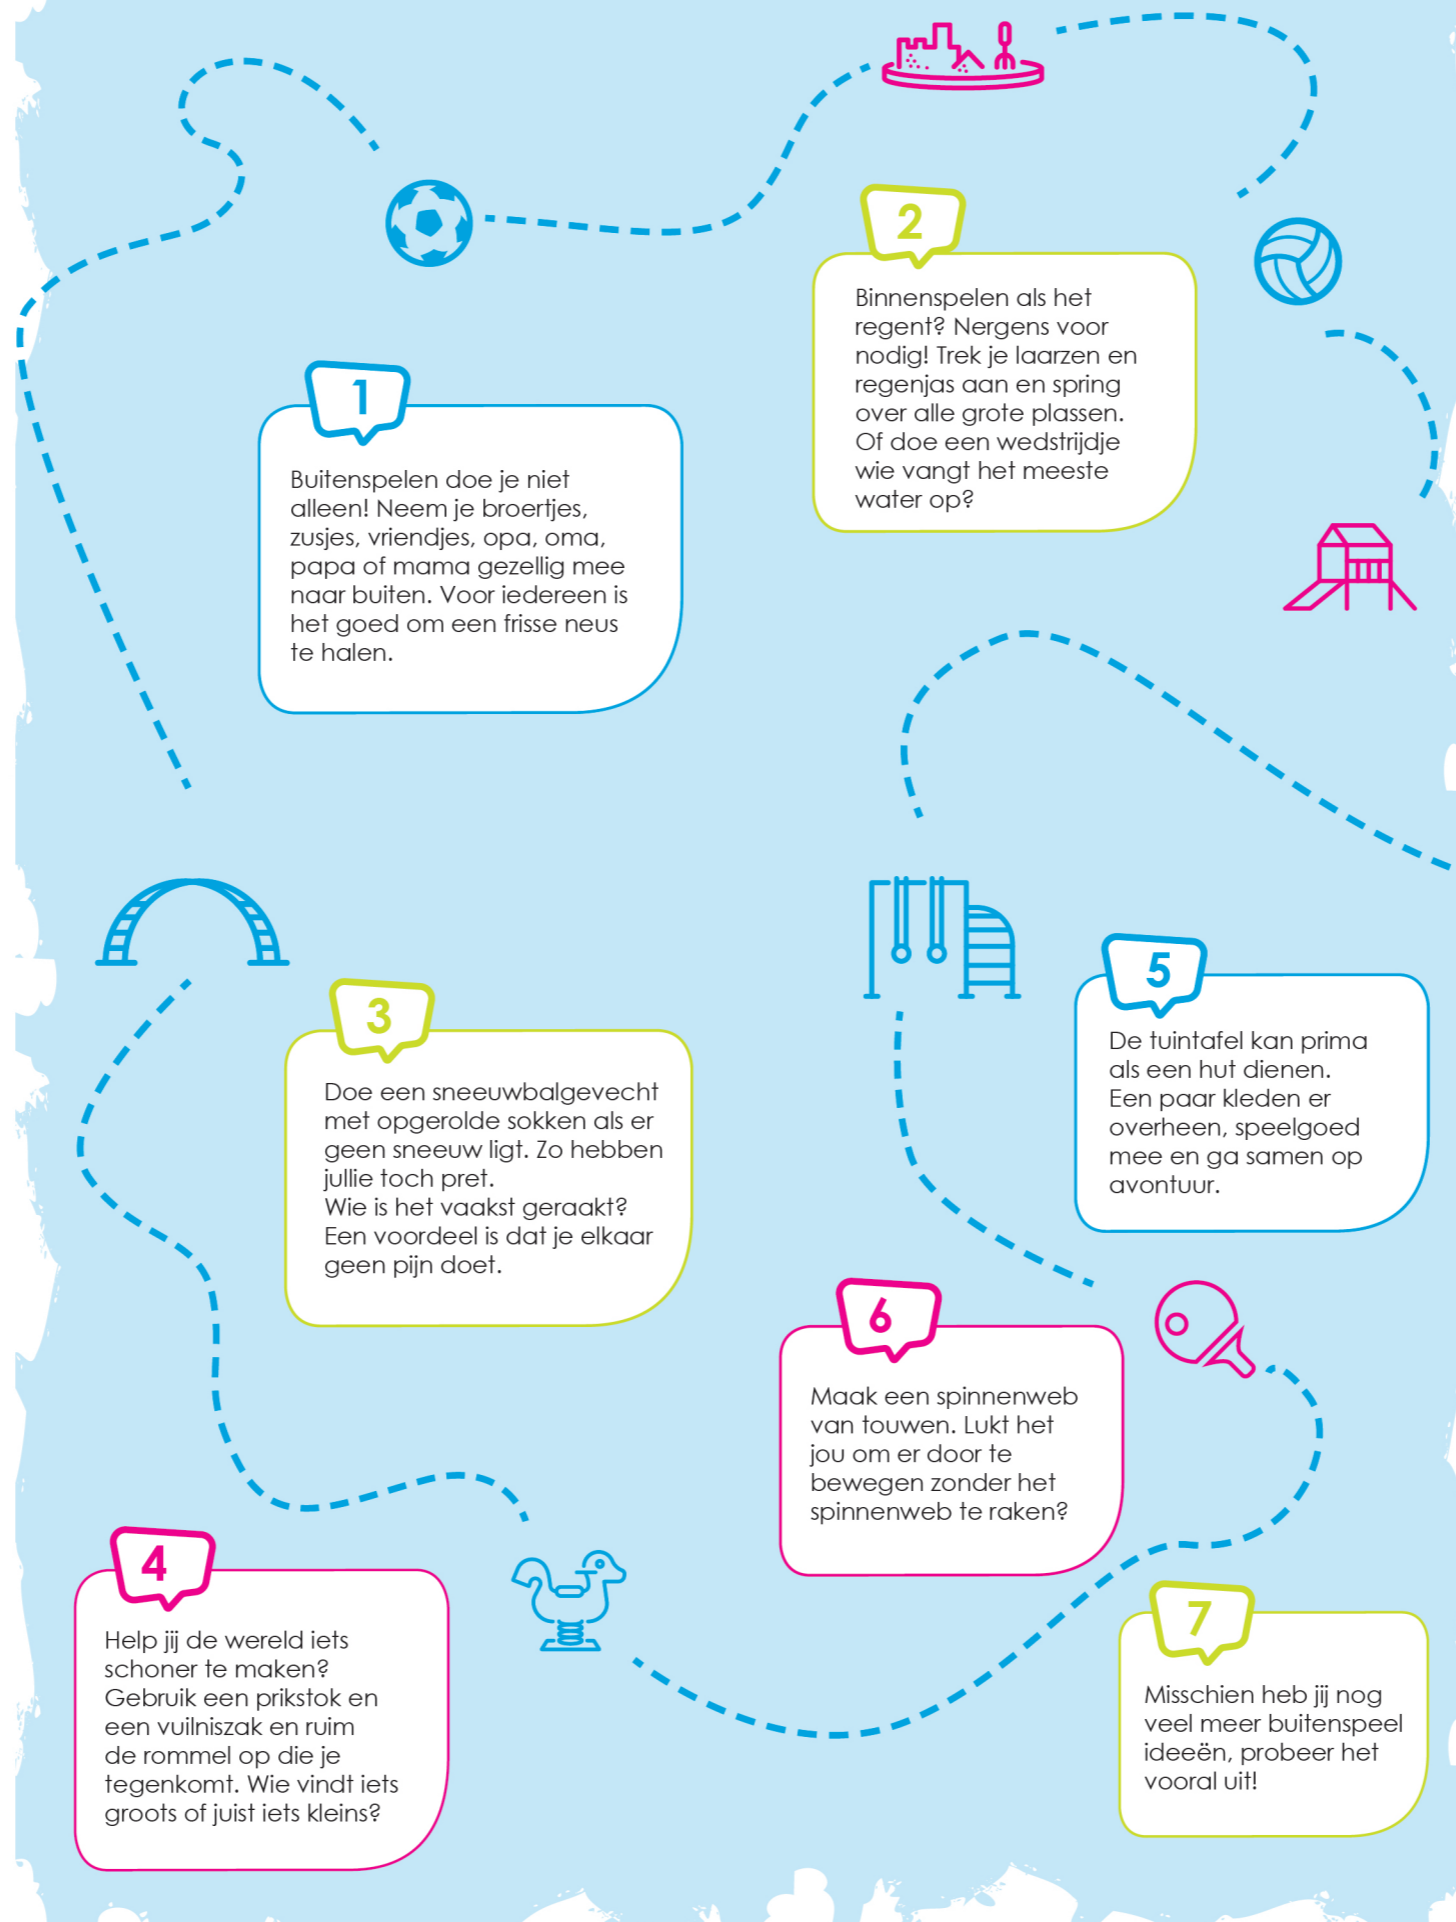 1
Buitenspelen doe je niet
alleen! Neem je broertjes,
zusjes, vriendjes, opa, oma,
papa of mama gezellig mee
naar buiten. Voor iedereen is
het goed om een frisse neus
te halen.
2
Binnenspelen als het
regent? Nergens voor
nodig! Trek je laarzen en
regenjas aan en spring
over alle grote plassen.
Of doe een wedstrijdje
wie vangt het meeste
water op?
3
Doe een sneeuwbalgevecht
met opgerolde sokken als er
geen sneeuw ligt. Zo hebben
jullie toch pret.
Wie is het vaakst geraakt?
Een voordeel is dat je elkaar
geen pijn doet.
4
Help jij de wereld iets
schoner te maken?
Gebruik een prikstok en
een vuilniszak en ruim
de rommel op die je
tegenkomt. Wie vindt iets
groots of juist iets kleins?
5
De tuintafel kan prima
als een hut dienen.
Een paar kleden er
overheen, speelgoed
mee en ga samen op
avontuur.
6
Maak een spinnenweb
van touwen. Lukt het
jou om er door te
bewegen zonder het
spinnenweb te raken?
7
Misschien heb jij nog
veel meer buitenspeel
ideeën, probeer het
vooral uit!